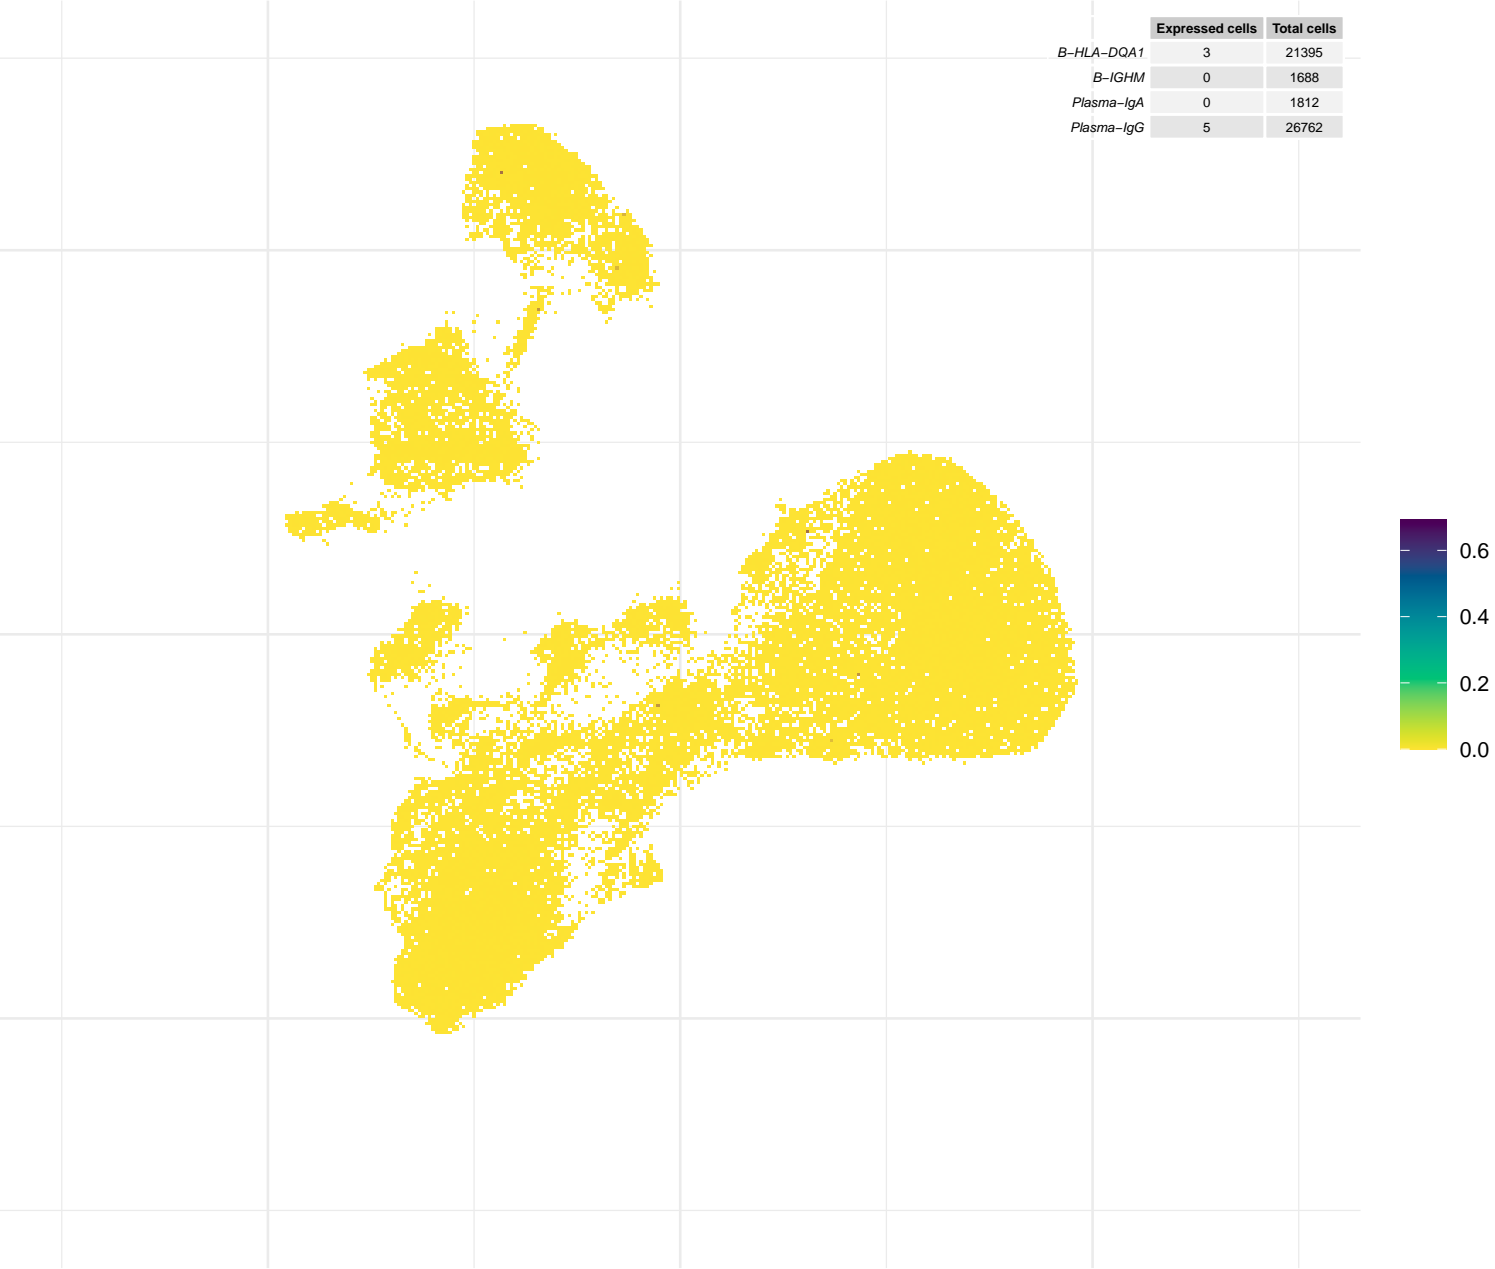 Expressed cells Total cells
B−HLA−DQA1 3 21395
B−IGHM 0 1688
Plasma−IgA 0 1812
Plasma−IgG 5 26762
0.6
0.4
0.2
0.0